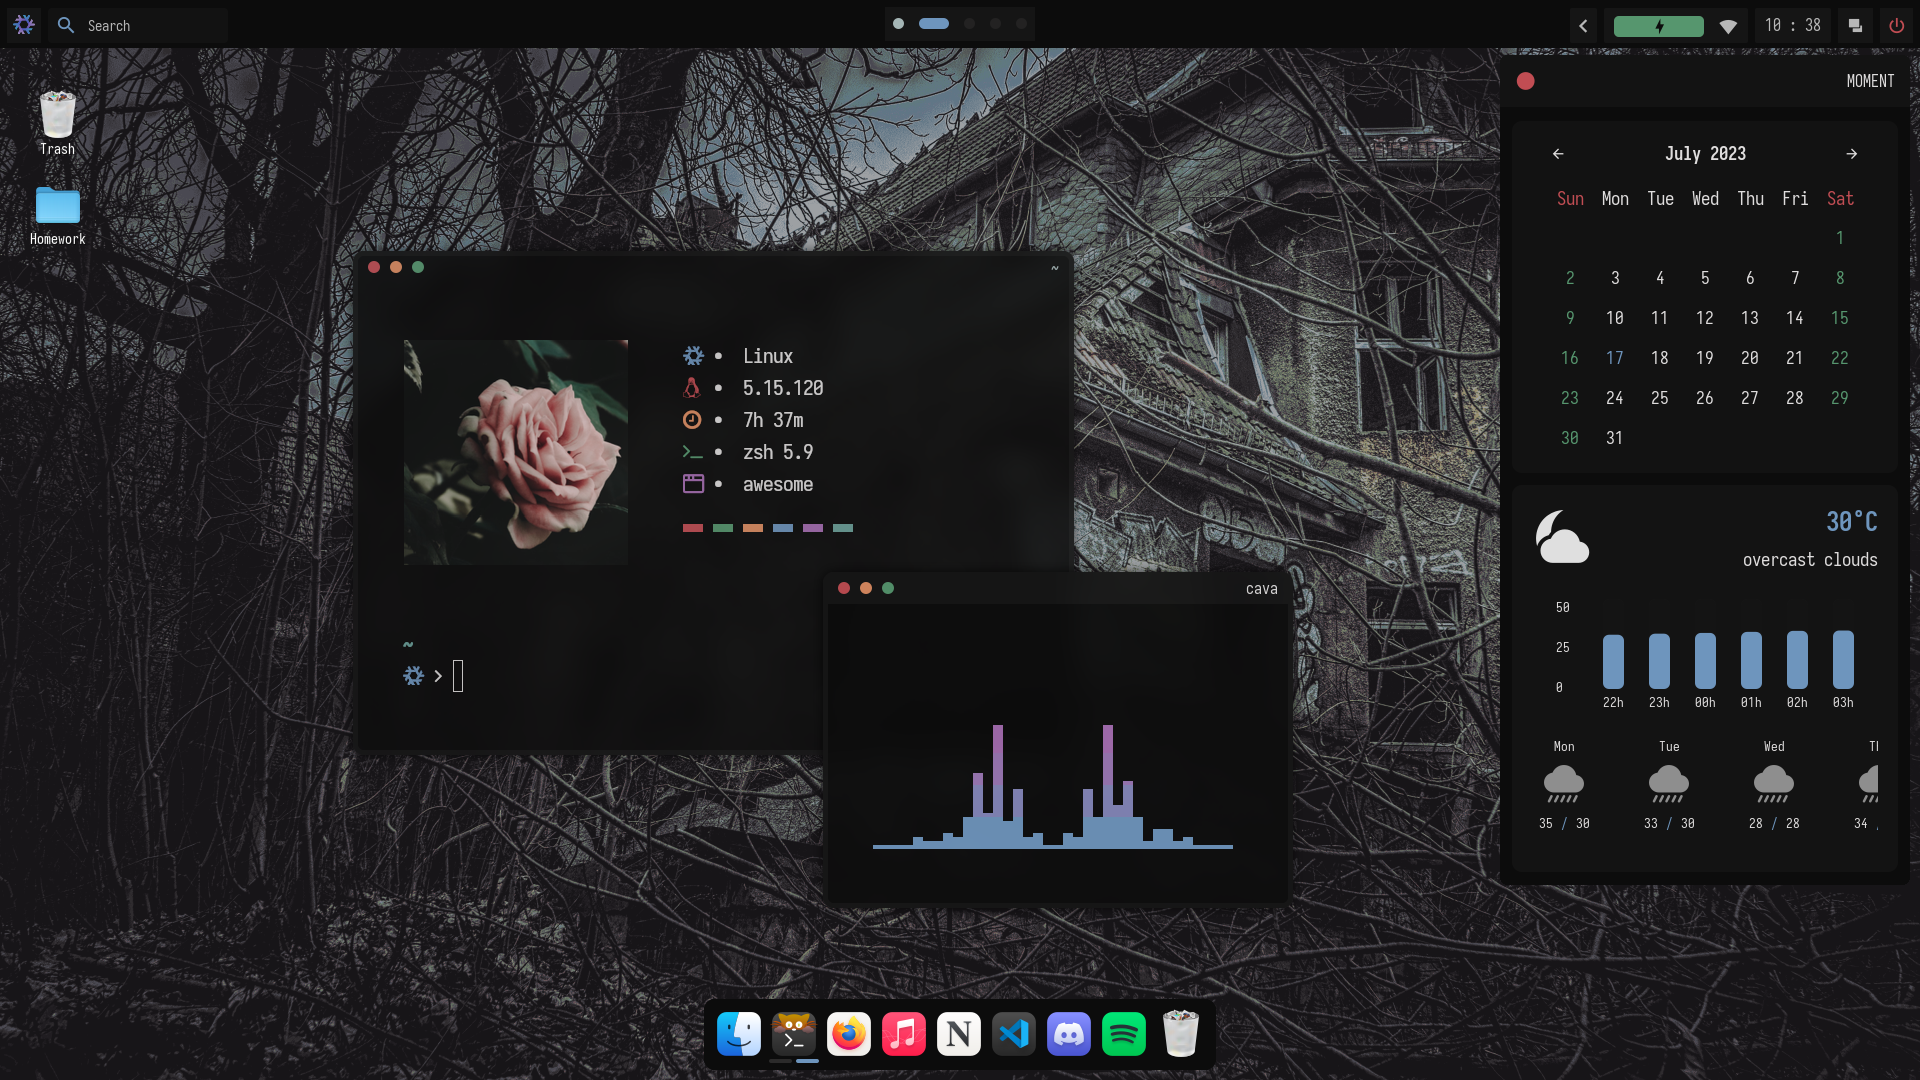 Search
10 : 38
Trash
Homework
~
Linux
5.15.120
7h 37m
zsh 5.9
awesome
~
cava
MOMENT
July 2023
Sun Mon Tue Wed Thu Fri Sat
1
2 3 4 5 6 7 8
9 10 11 12 13 14 15
16 17 18 19 20 21 22
23 24 25 26 27 28 29
30 31
30°C
overcast clouds
50
25
0
22h 23h 00h 01h 02h 03h
Mon Tue Wed
35 / 30 33 / 30 28 / 28 34 /
N